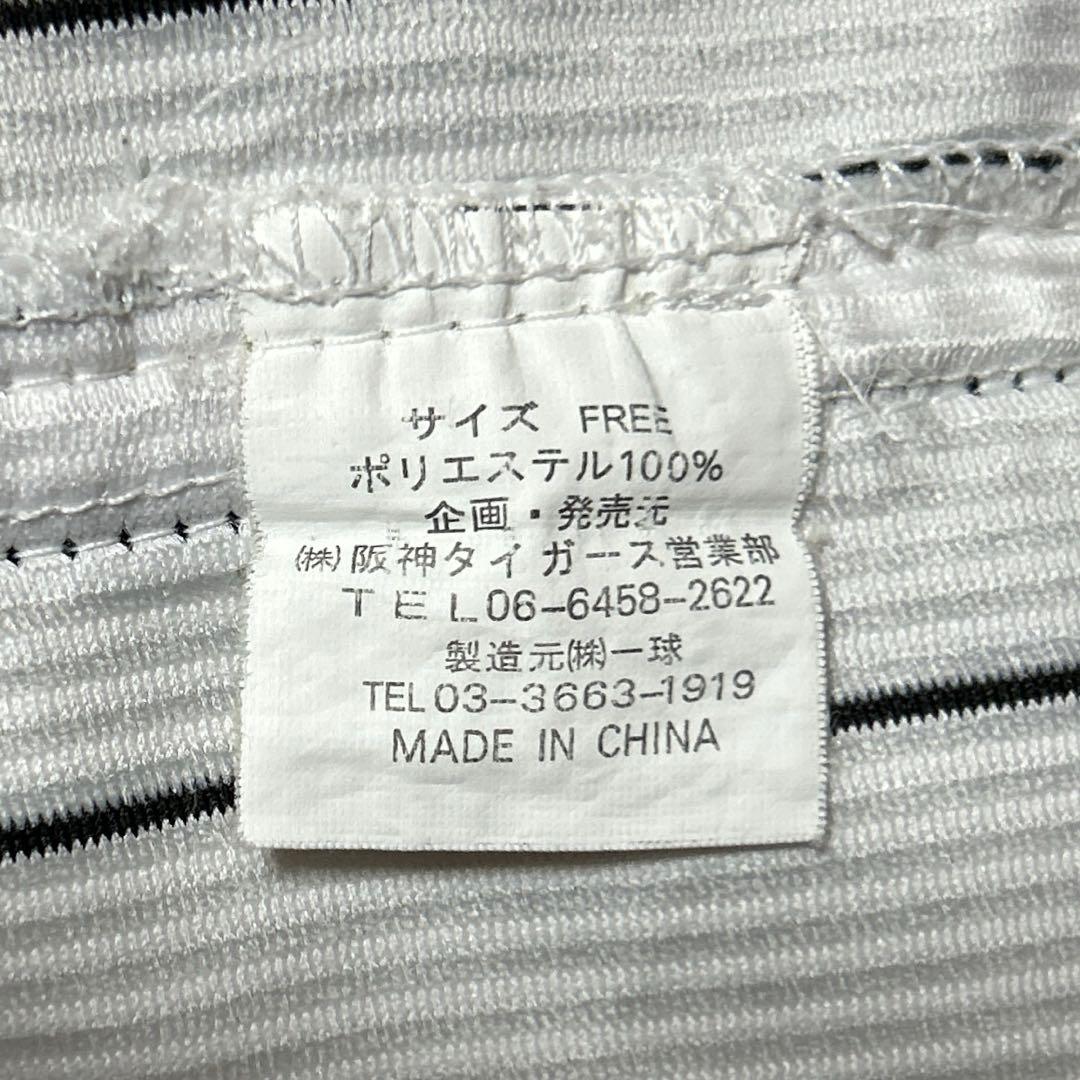 サイズ FREE
ポリエステル100%
企画・発売元
(株)阪神タイガース営業部
TEL06-6458-2622
製造元(株)一球
TEL03-3663-1919
MADE IN CHINA